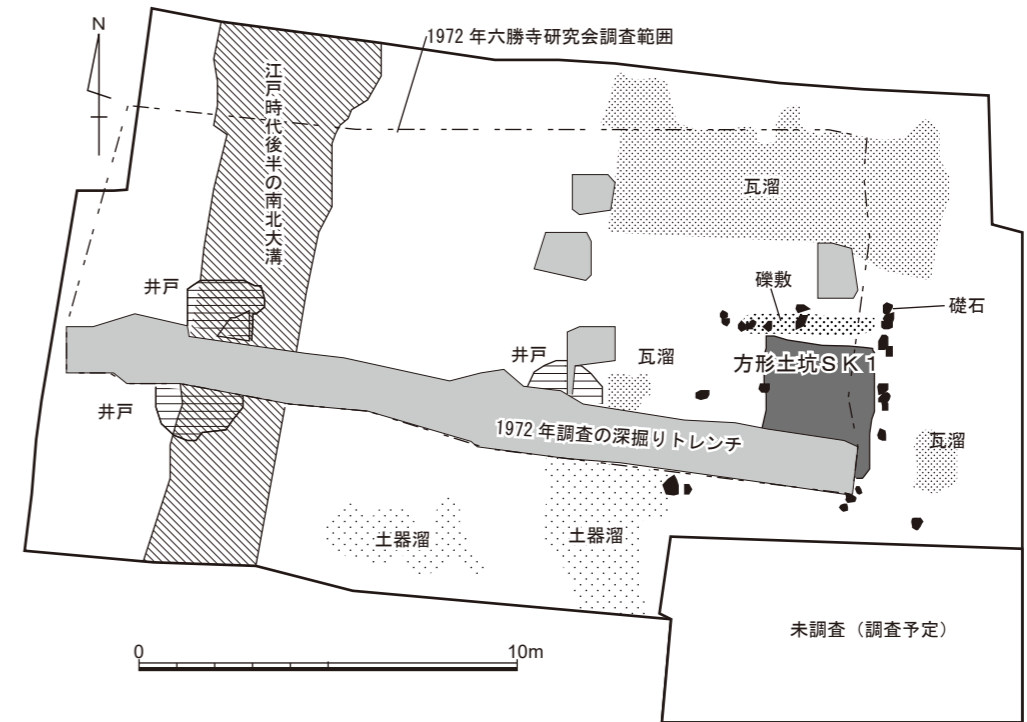 N
1972年六勝寺研究会調査範囲
江戸時代後半の南北大溝
瓦溜
井戸
礫敷
礎石
井戸
瓦溜
方形土坑SK1
井戸
1972年調査の深掘りトレンチ
瓦溜
土器溜
土器溜
未調査（調査予定）
0
10m